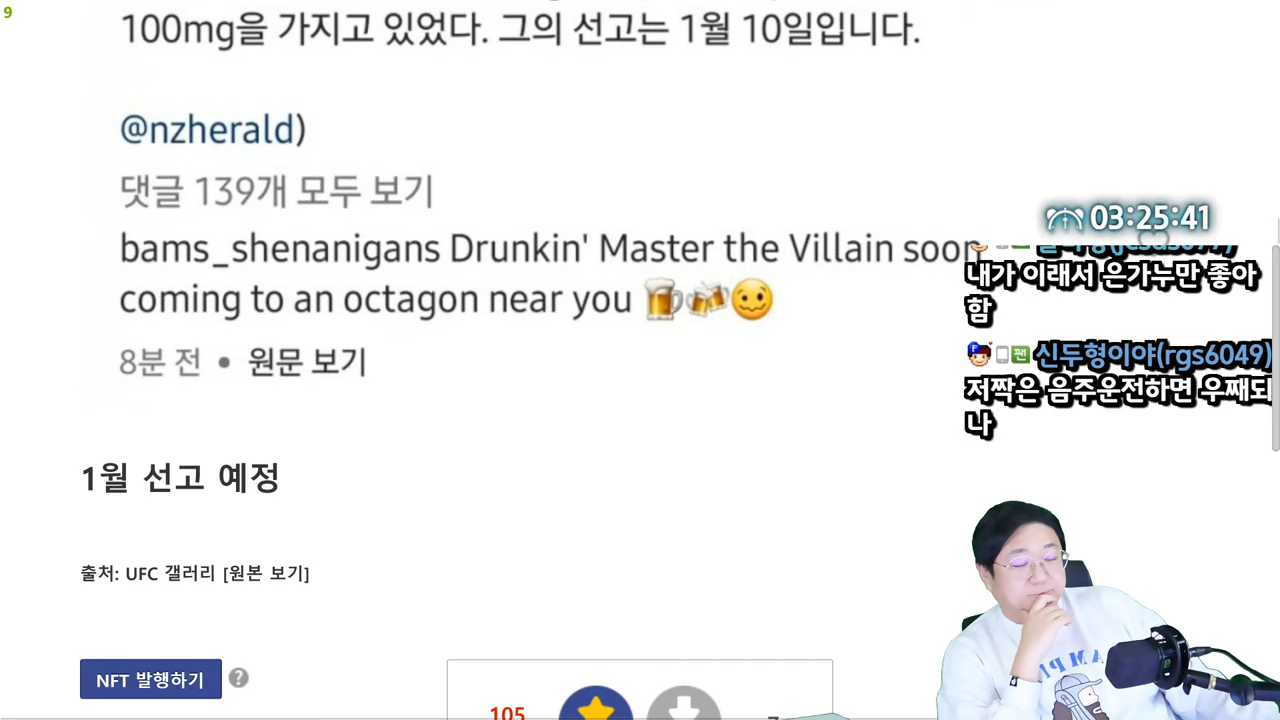 9
100mg을 가지고 있었다. 그의 선고는 1월 10일입니다.
@nzherald)
댓글 139개 모두 보기
bams_shenanigans Drunkin' Master the Villain soon
coming to an octagon near you
8분 전 • 원문 보기
1월 선고 예정
출처: UFC 갤러리 [원본 보기]
NFT 발행하기 ?
105
03:25:41
내가 이래서 은가누만 좋아
함
팬 신두형이야(rgs6049)
저짝은 음주운전하면 우째되
나